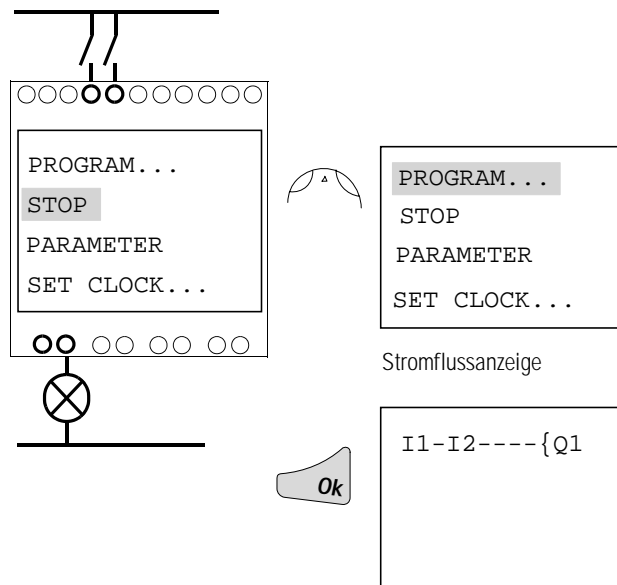 PROGRAM...
STOP
PARAMETER
SET CLOCK...
PROGRAM...
STOP
PARAMETER
SET CLOCK...
Stromflussanzeige
Ok
I1-I2----{Q1